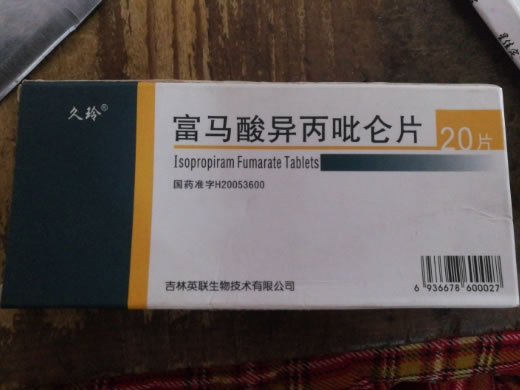 久玲®
富马酸异丙吡仑片
20片
Isopropiram Fumarate Tablets
国药准字H20053600
吉林英联生物技术有限公司
6 936678 600027